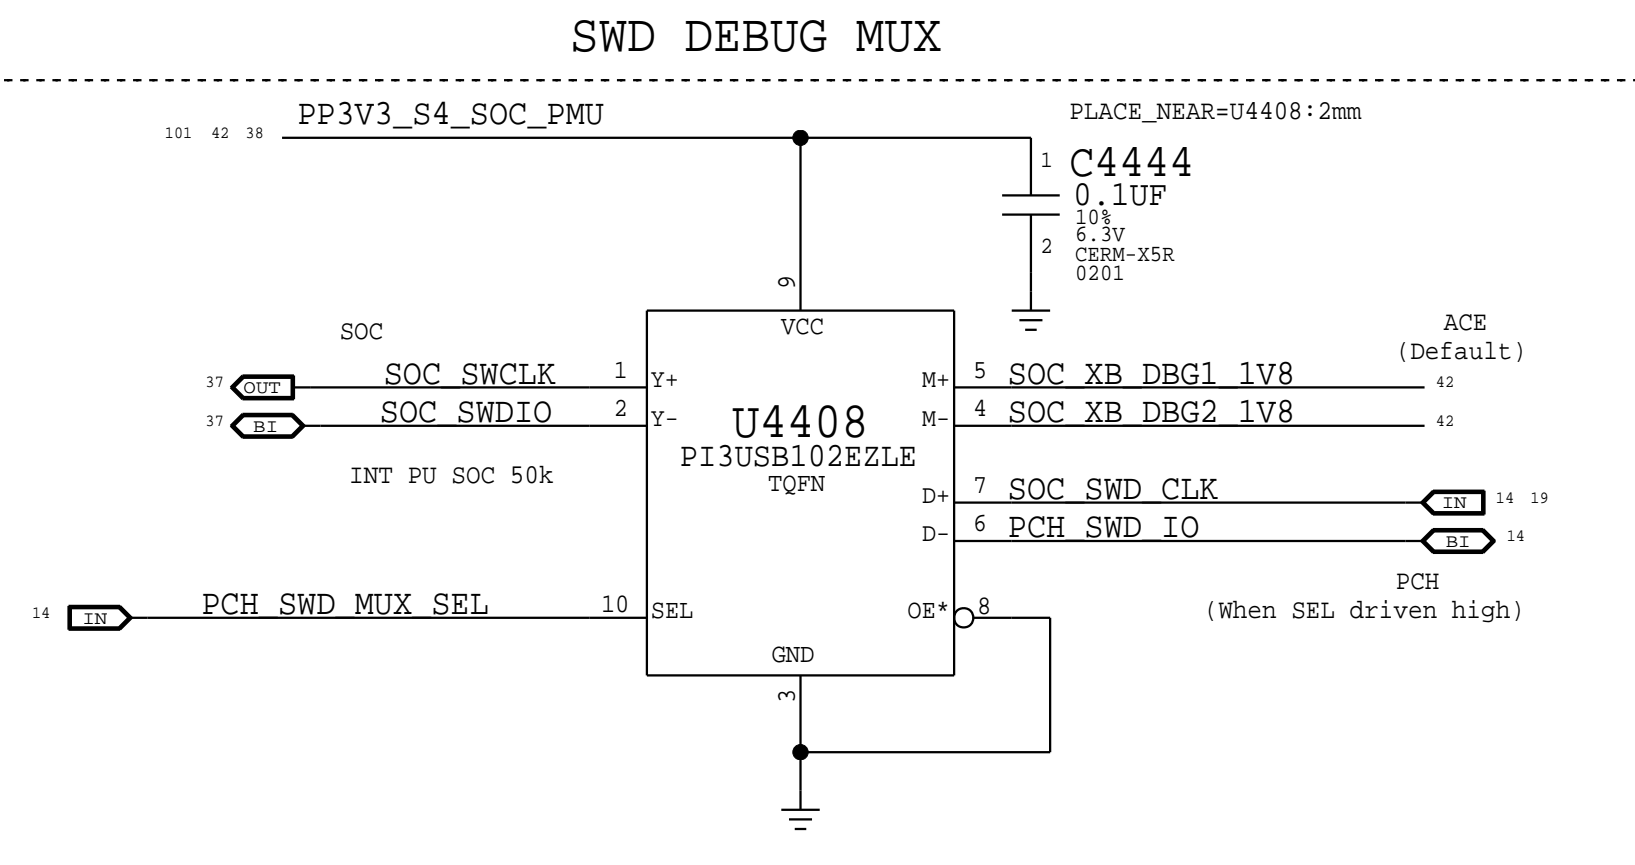 SWD DEBUG MUX
PP3V3_S4_SOC_PMU
101 42 38
PLACE_NEAR=U4408:2mm
1
C4444
0.1UF
10%
6.3V
2
CERM-X5R
0201
9
VCC
SOC
ACE
(Default)
37 OUT SOC_SWCLK 1 Y+
M+ 5 SOC_XB_DBG1_1V8 42
37 BI SOC_SWDIO 2 Y-
M- 4 SOC_XB_DBG2_1V8 42
U4408
PI3USB102EZLE
TQFN
INT PU SOC 50k
D+ 7 SOC_SWD_CLK IN 14 19
D- 6 PCH_SWD_IO BI 14
PCH
(When SEL driven high)
14 IN PCH_SWD_MUX_SEL 10 SEL
OE* 8
GND
3